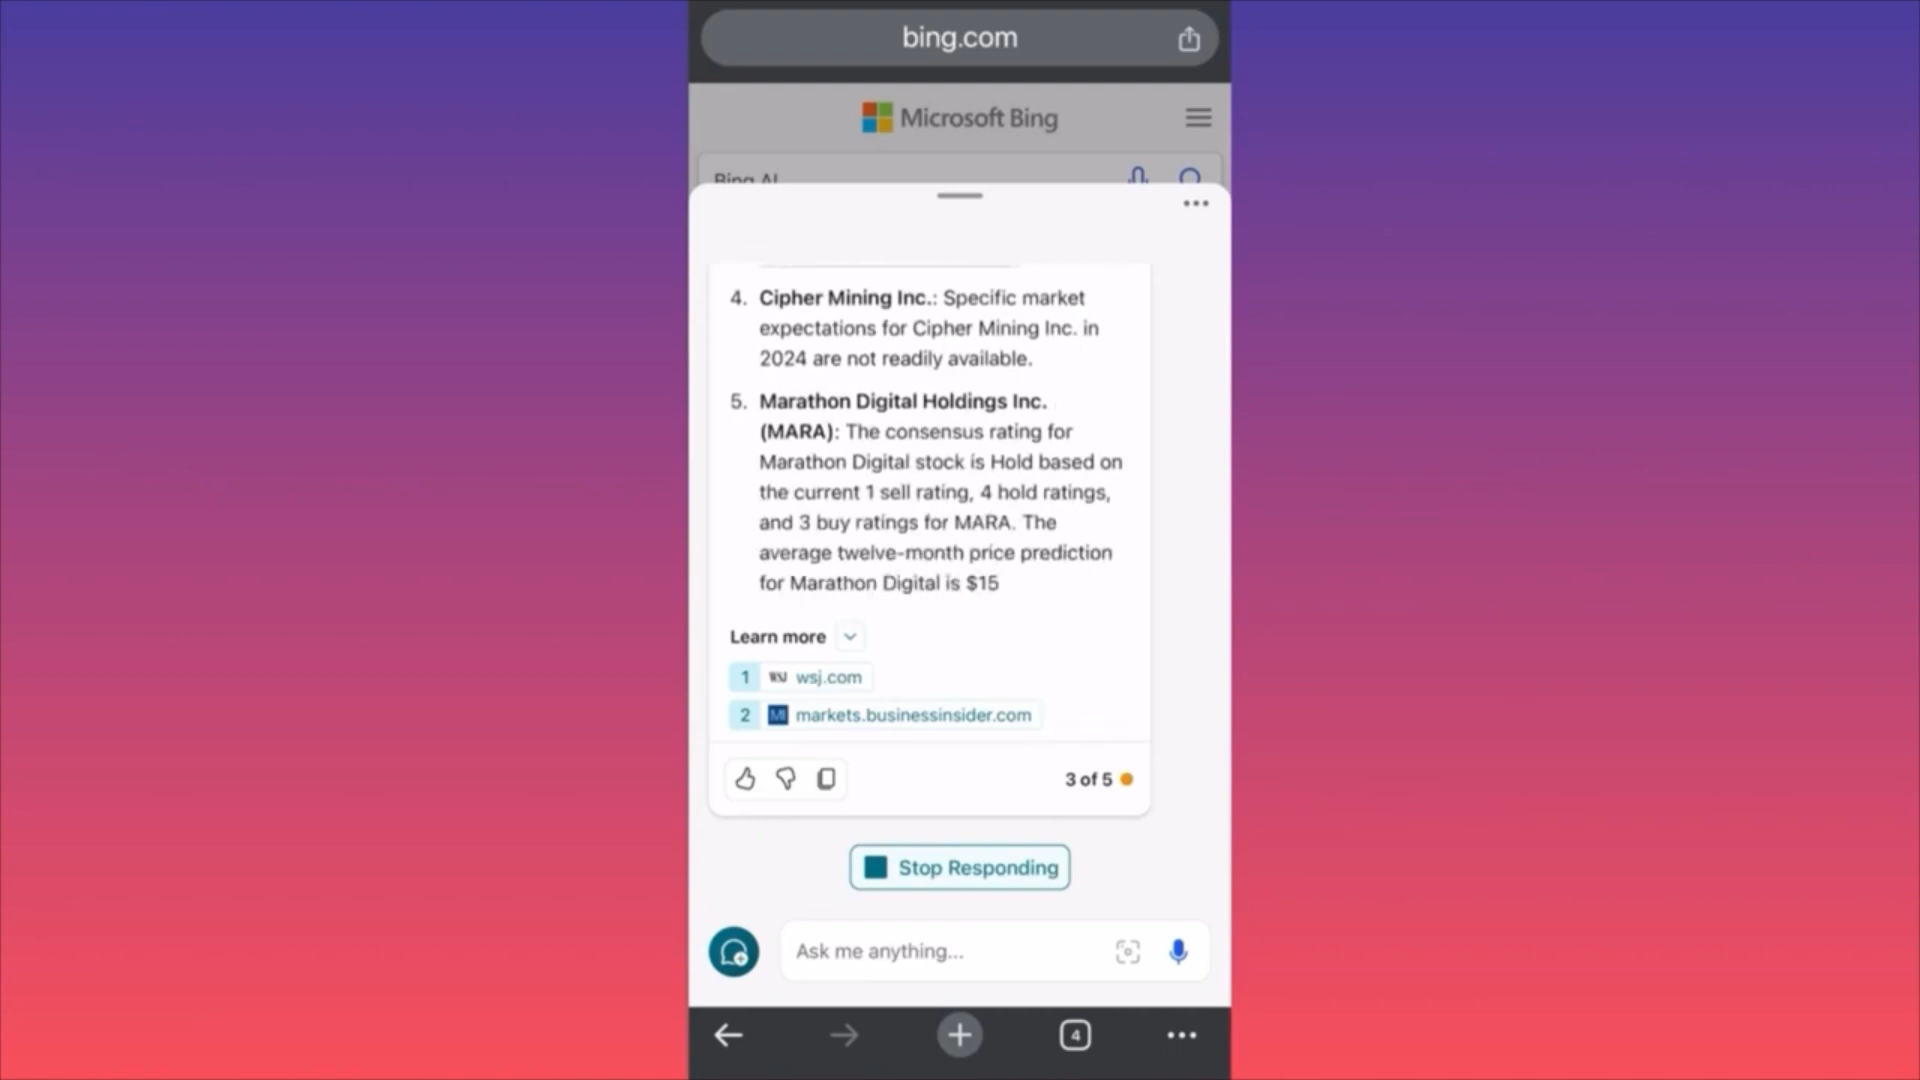 bing.com
Microsoft Bing
Bing AI
4. Cipher Mining Inc.: Specific market
expectations for Cipher Mining Inc. in
2024 are not readily available.
5. Marathon Digital Holdings Inc.
(MARA): The consensus rating for
Marathon Digital stock is Hold based on
the current 1 sell rating, 4 hold ratings,
and 3 buy ratings for MARA. The
average twelve-month price prediction
for Marathon Digital is $15
Learn more
1 WSJ wsj.com
2 MI markets.businessinsider.com
3 of 5
Stop Responding
Ask me anything...
4